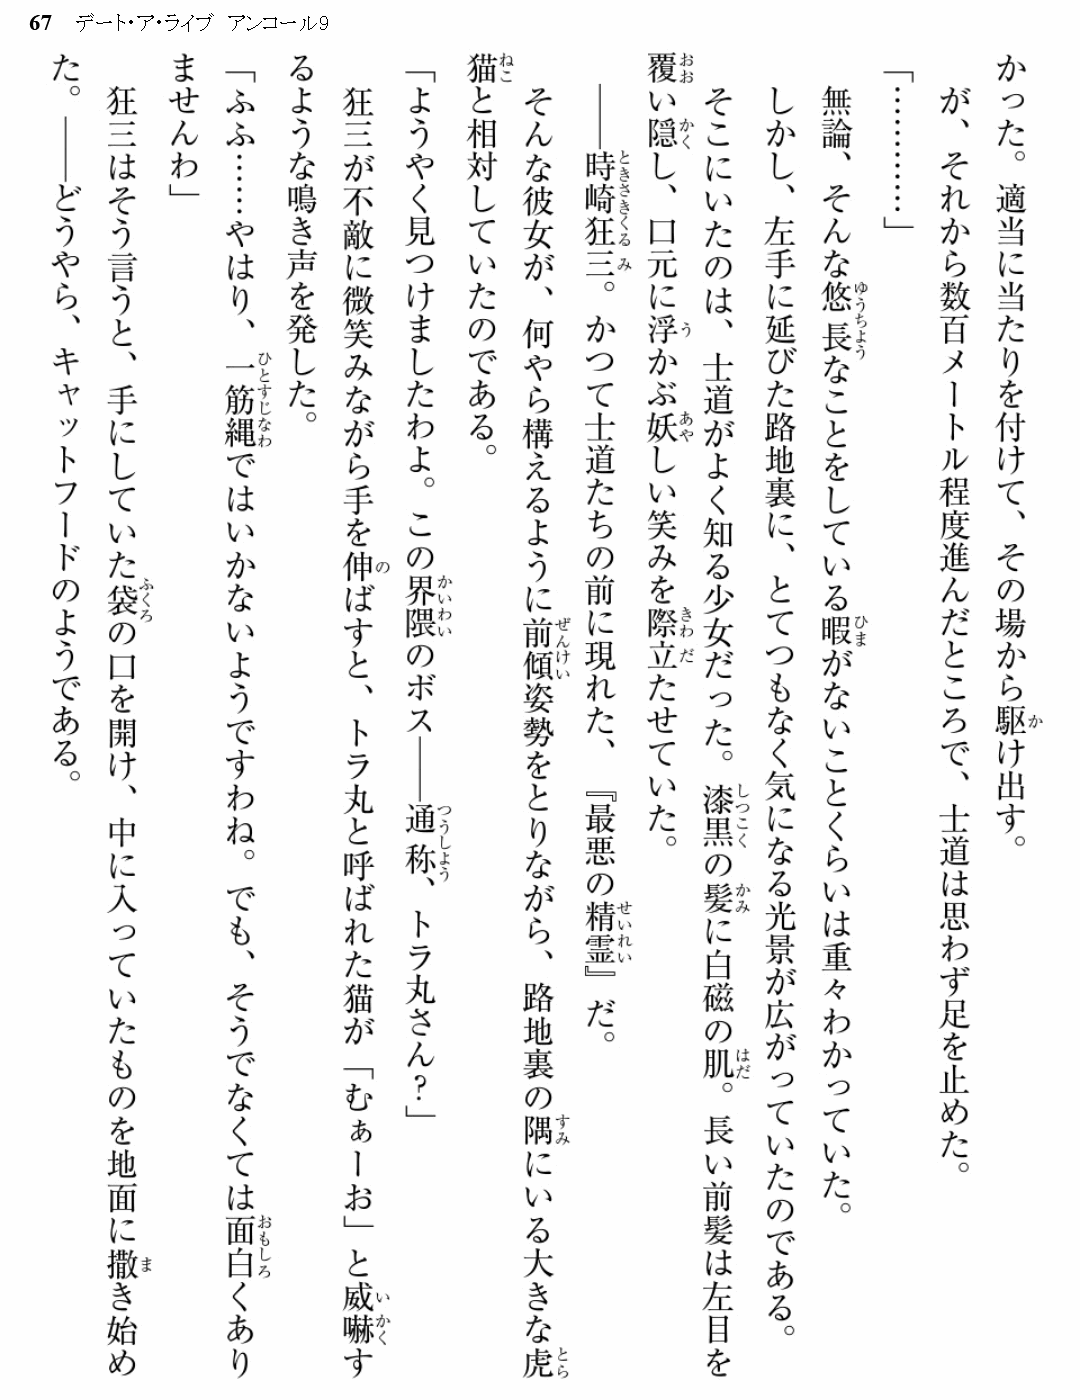 67 デート・ア・ライブ アンコール9
かった。適当に当たりを付けて、その場から駆け出す。
が、それから数百メートル程度進んだところで、士道は思わず足を止めた。
「…………」
無論、そんな悠長なことをしている暇がないことくらいは重々わかっていた。
しかし、左手に延びた路地裏に、とてつもなく気になる光景が広がっていたのである。
そこにいたのは、士道がよく知る少女だった。漆黒の髪に白磁の肌。長い前髪は左目を
覆い隠し、口元に浮かぶ妖しい笑みを際立たせていた。
――時崎狂三。かつて士道たちの前に現れた、『最悪の精霊』だ。
そんな彼女が、何やら構えるように前傾姿勢をとりながら、路地裏の隅にいる大きな虎
猫と相対していたのである。
「ようやく見つけましたわよ。この界隈のボス――通称、トラ丸さん?」
狂三が不敵に微笑みながら手を伸ばすと、トラ丸と呼ばれた猫が「むぁーお」と威嚇す
るような鳴き声を発した。
「ふふ……やはり、一筋縄ではいかないようですわね。でも、そうでなくては面白くあり
ませんわ」
狂三はそう言うと、手にしていた袋の口を開け、中に入っていたものを地面に撒き始め
た。――どうやら、キャットフードのようである。